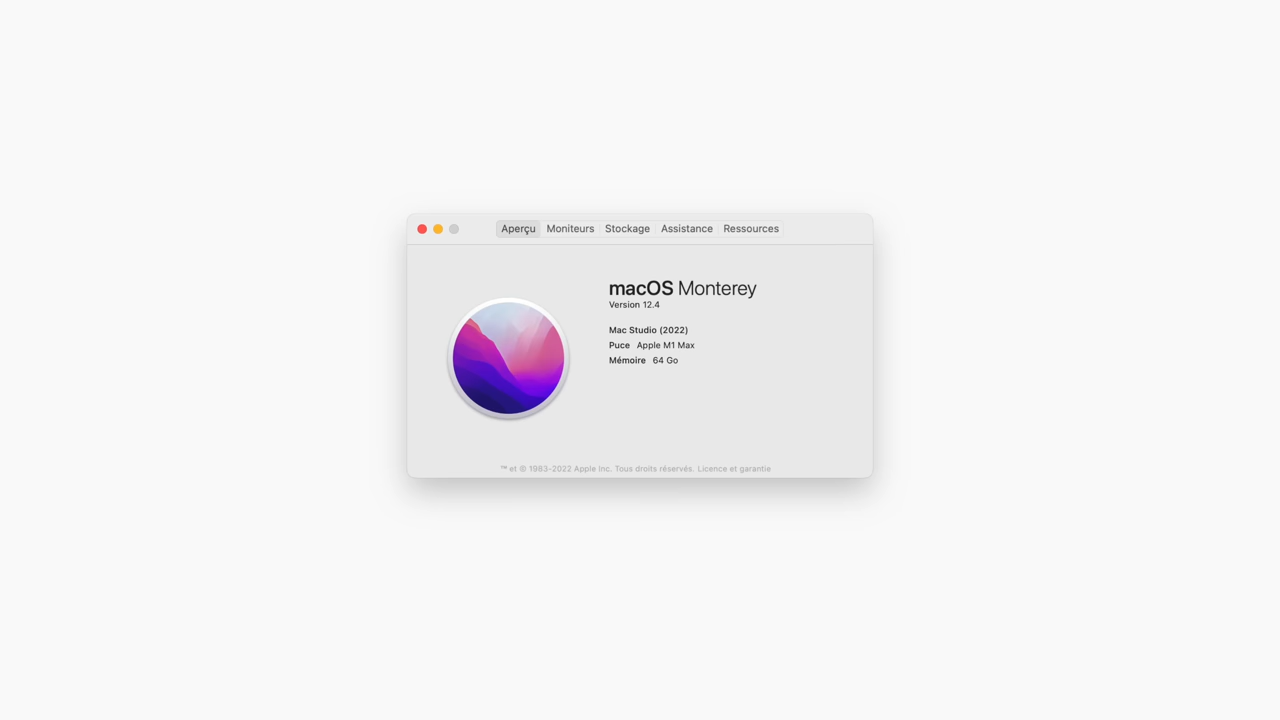 Aperçu Moniteurs Stockage Assistance Ressources
macOS Monterey
Version 12.4
Mac Studio (2022)
Puce Apple M1 Max
Mémoire 64 Go
™ et © 1983-2022 Apple Inc. Tous droits réservés. Licence et garantie